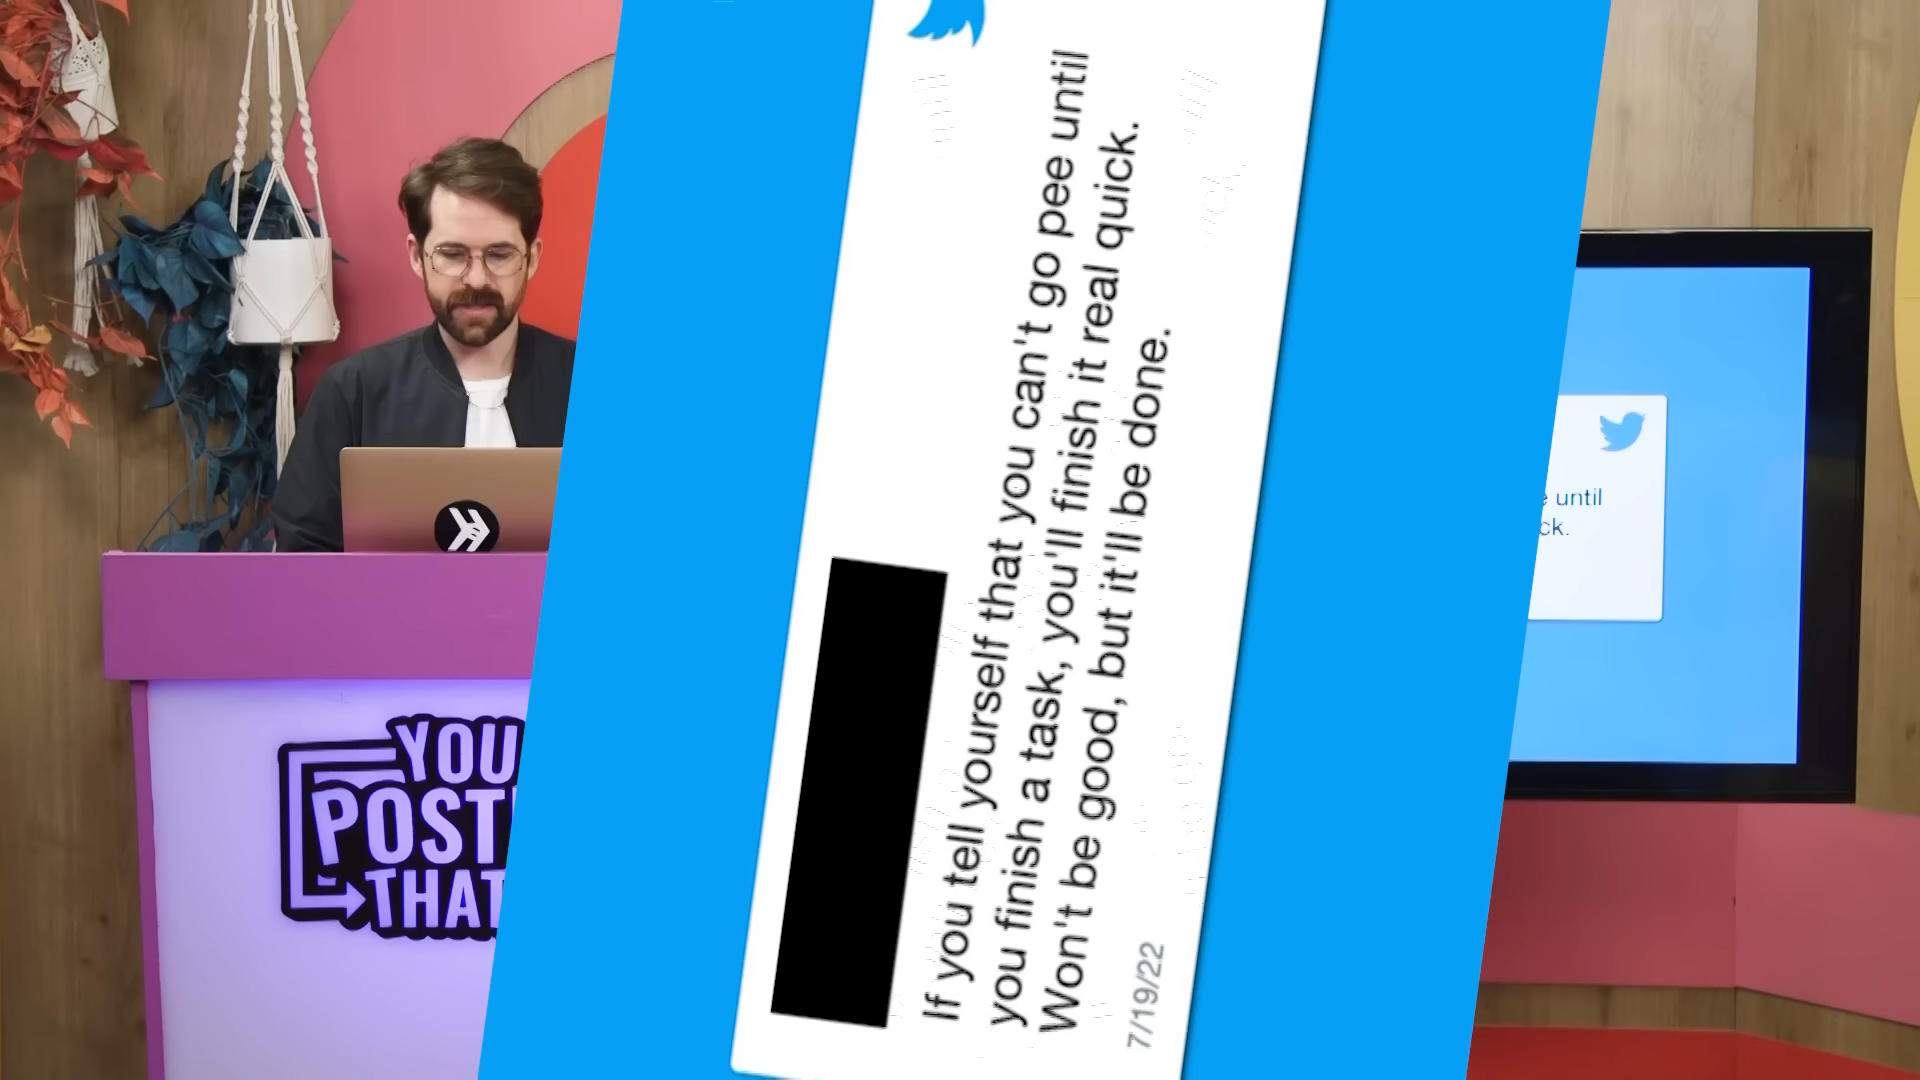 YOU
POST
THAT
If you tell yourself that you can't go pee until
you finish a task, you'll finish it real quick.
Won't be good, but it'll be done.
7/19/22
until
ck.